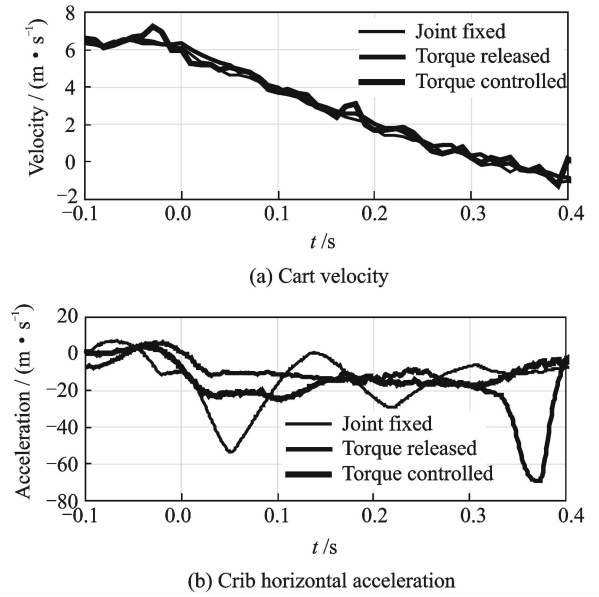 8
6
4
2
0
−2
Velocity / (m • s⁻¹)
Joint fixed
Torque released
Torque controlled
−0.1 0.0 0.1 0.2 0.3 0.4
t /s
(a) Cart velocity
20
0
−20
−40
−60
−80
Acceleration / (m • s⁻¹)
Joint fixed
Torque released
Torque controlled
−0.1 0.0 0.1 0.2 0.3 0.4
t /s
(b) Crib horizontal acceleration